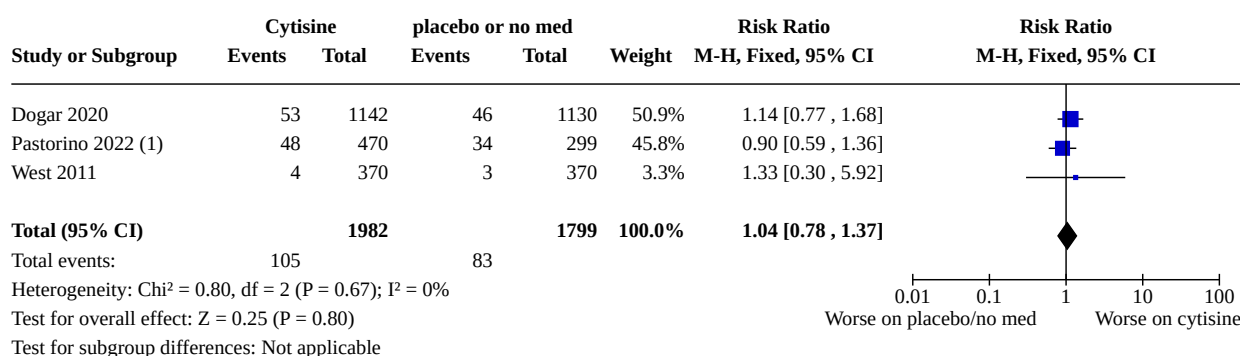 Cytisine placebo or no med Risk Ratio Risk Ratio
Study or Subgroup Events Total Events Total Weight M-H, Fixed, 95% CI M-H, Fixed, 95% CI
Dogar 2020 53 1142 46 1130 50.9% 1.14 [0.77 , 1.68]
Pastorino 2022 (1) 48 470 34 299 45.8% 0.90 [0.59 , 1.36]
West 2011 4 370 3 370 3.3% 1.33 [0.30 , 5.92]
Total (95% CI) 1982 1799 100.0% 1.04 [0.78 , 1.37]
Total events: 105 83
Heterogeneity: Chi² = 0.80, df = 2 (P = 0.67); I² = 0%
0.01 0.1 1 10 100
Test for overall effect: Z = 0.25 (P = 0.80) Worse on placebo/no med Worse on cytisine
Test for subgroup differences: Not applicable